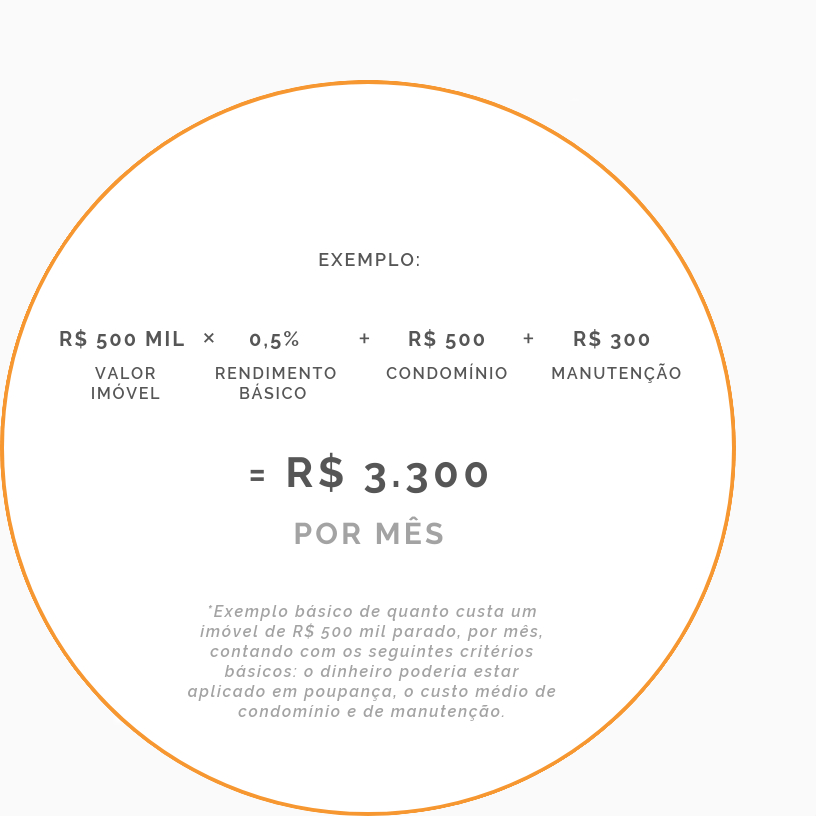 EXEMPLO:
R$ 500 MIL × 0,5% + R$ 500 + R$ 300
VALOR RENDIMENTO CONDOMÍNIO MANUTENÇÃO
IMÓVEL BÁSICO
= R$ 3.300
POR MÊS
*Exemplo básico de quanto custa um
imóvel de R$ 500 mil parado, por mês,
contando com os seguintes critérios
básicos: o dinheiro poderia estar
aplicado em poupança, o custo médio de
condomínio e de manutenção.